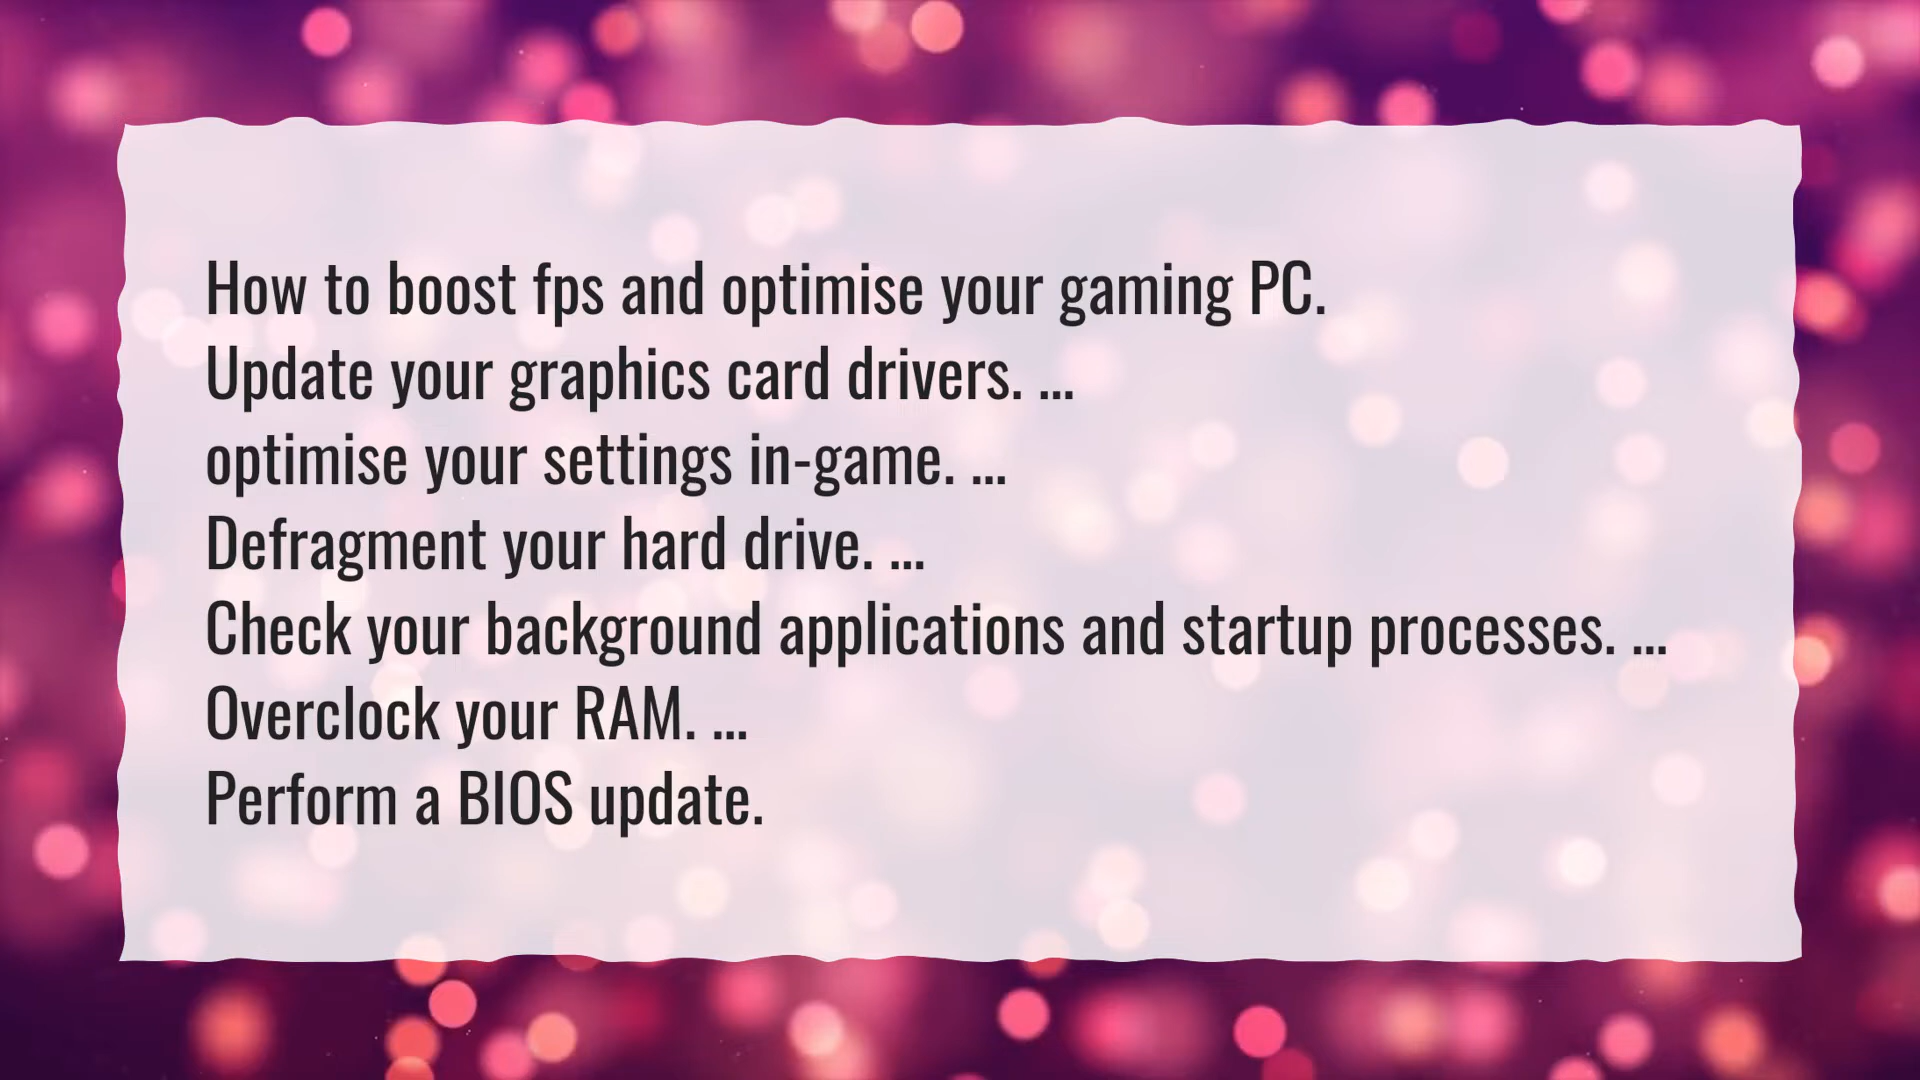 How to boost fps and optimise your gaming PC.
Update your graphics card drivers. ...
optimise your settings in-game. ...
Defragment your hard drive. ...
Check your background applications and startup processes. ...
Overclock your RAM. ...
Perform a BIOS update.